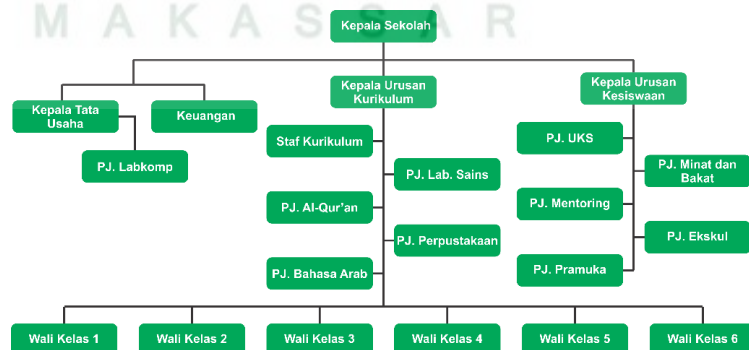 MAKASSAR
Kepala Sekolah
Kepala Tata
Usaha
Keuangan
PJ. Labkomp
Kepala Urusan
Kurikulum
Staf Kurikulum
PJ. Lab. Sains
PJ. Al-Qur'an
PJ. Perpustakaan
PJ. Bahasa Arab
Kepala Urusan
Kesiswaan
PJ. UKS
PJ. Minat dan
Bakat
PJ. Mentoring
PJ. Ekskul
PJ. Pramuka
Wali Kelas 1
Wali Kelas 2
Wali Kelas 3
Wali Kelas 4
Wali Kelas 5
Wali Kelas 6